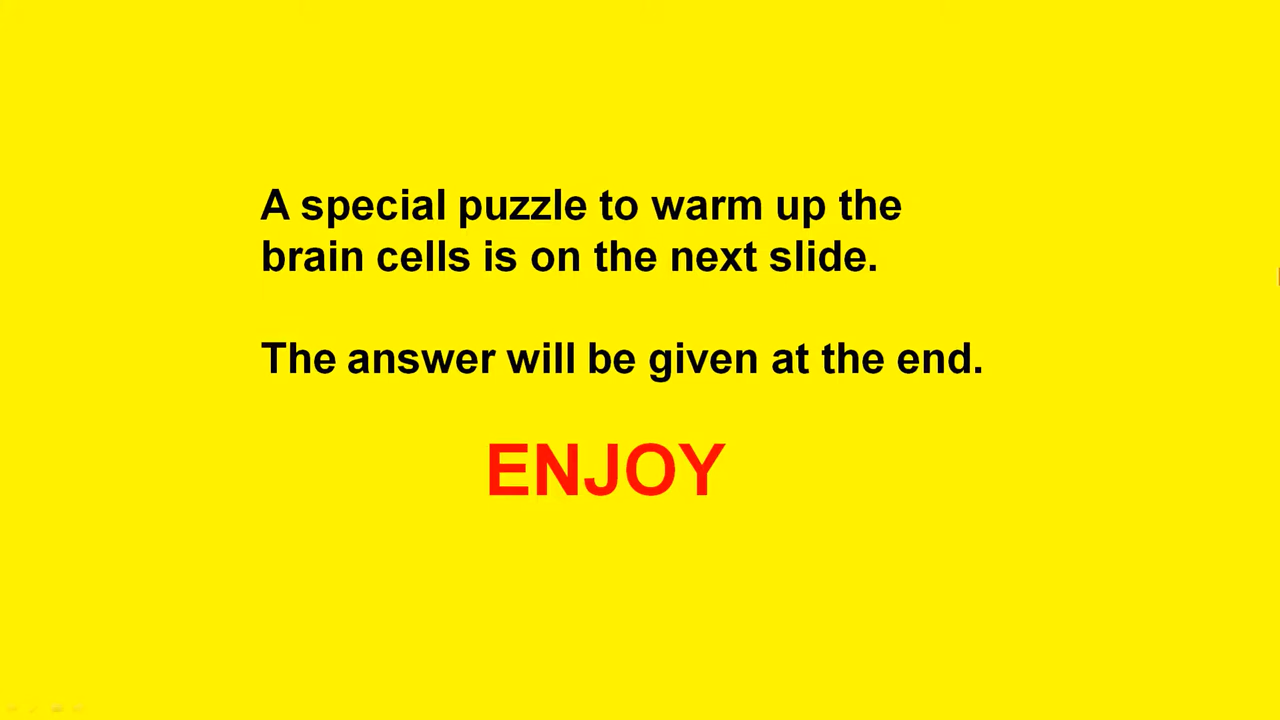 A special puzzle to warm up the
brain cells is on the next slide.
The answer will be given at the end.
ENJOY